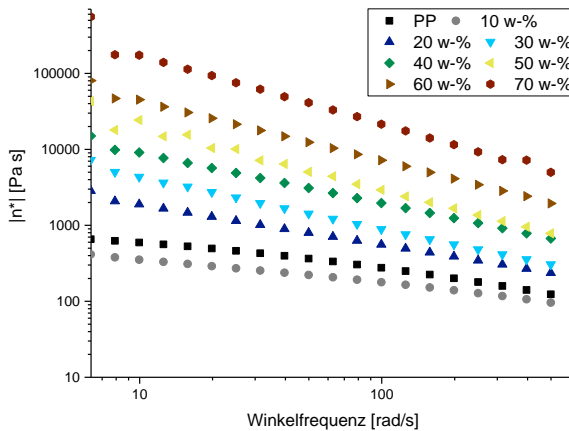 PP 10 w-%
20 w-% 30 w-%
40 w-% 50 w-%
60 w-% 70 w-%
100000
10000
1000
100
10
|n*| [Pa s]
10 100
Winkelfrequenz [rad/s]